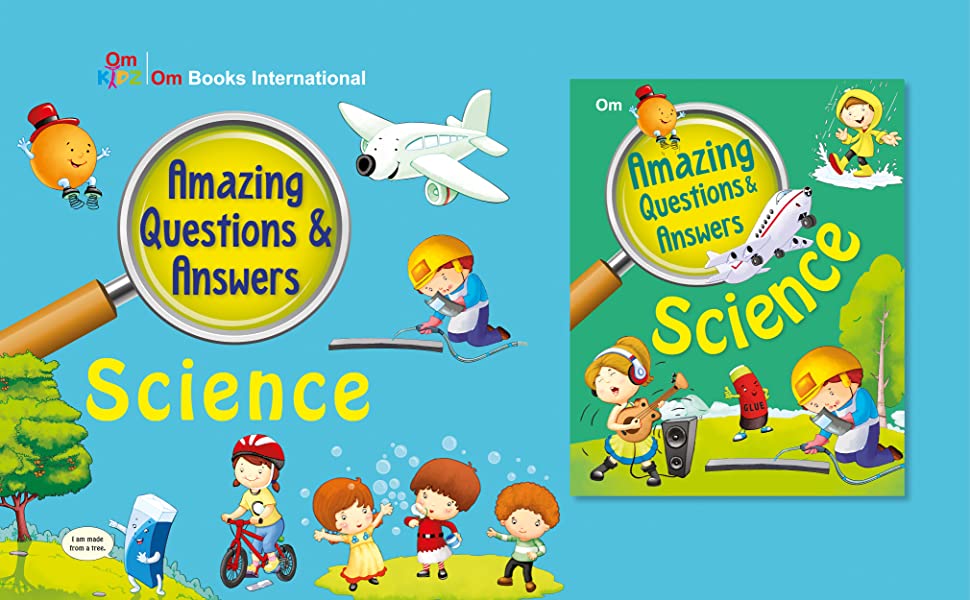 Om
KIDZ
Om Books International
Amazing
Questions &
Answers
Science
I am made
from a tree.
Om
Amazing
Questions &
Answers
Science
GLUE